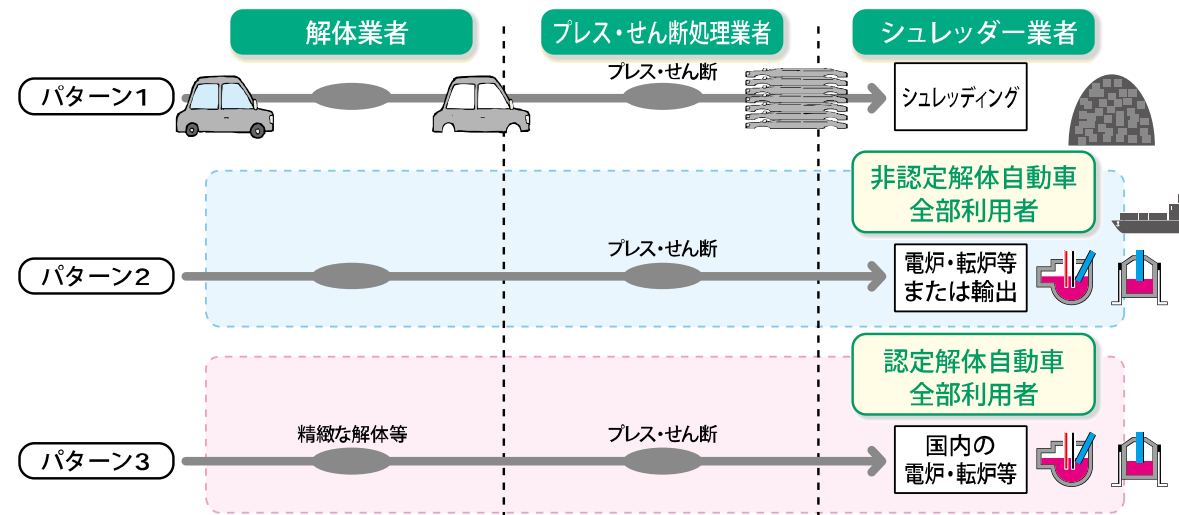 解体業者
プレス・せん断処理業者
シュレッダー業者
パターン1
プレス・せん断
シュレッディング
非認定解体自動車
全部利用者
パターン2
プレス・せん断
電炉・転炉等
または輸出
認定解体自動車
全部利用者
パターン3
精緻な解体等
プレス・せん断
国内の
電炉・転炉等